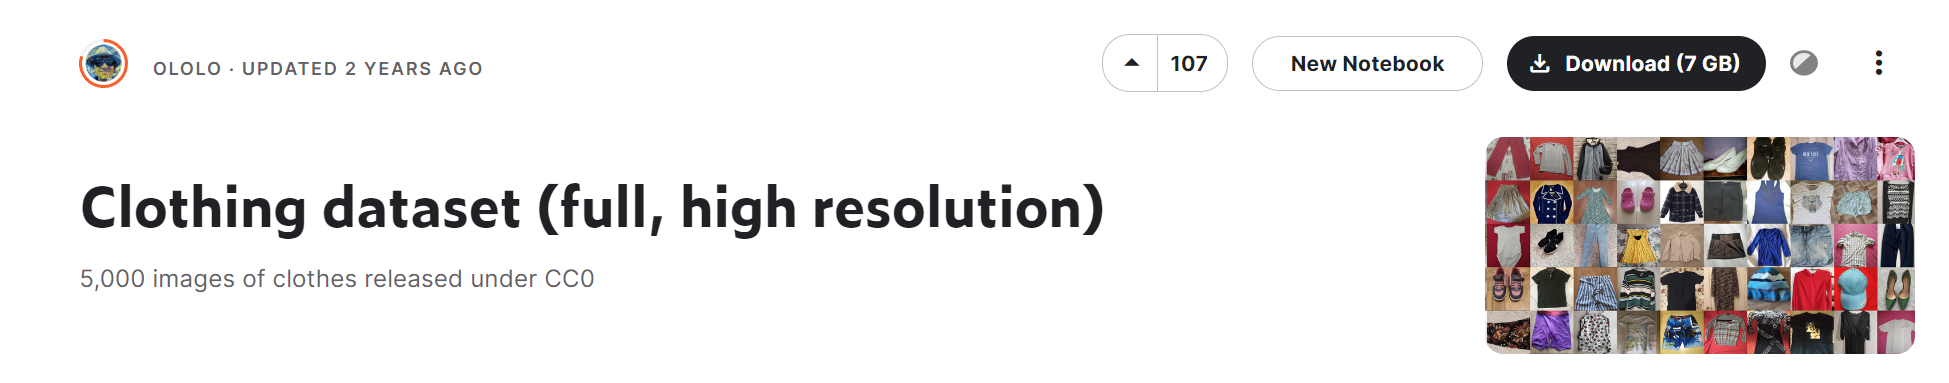 OLOLO · UPDATED 2 YEARS AGO
107
New Notebook
Download (7 GB)
Clothing dataset (full, high resolution)
5,000 images of clothes released under CC0